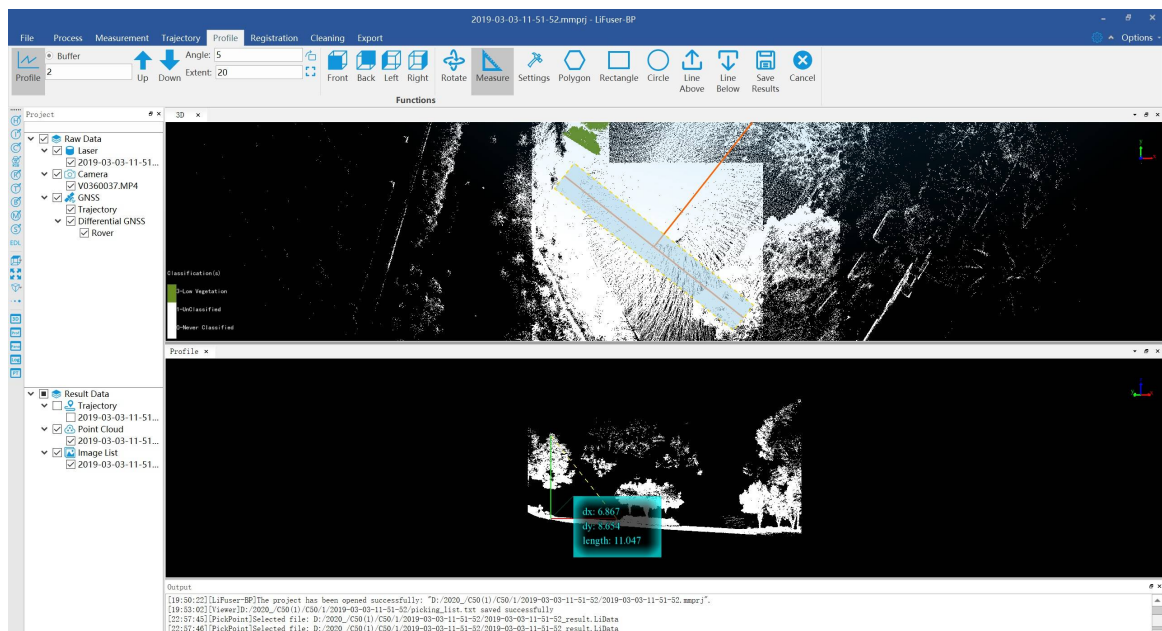 2019-03-03-11-51-52.mmprj - LiFuser-BP
File Process Measurement Trajectory Profile Registration Cleaning Export Options
Buffer Angle: 5
Profile 2 Up Down Extent: 20 Front Back Left Right Rotate Measure Settings Polygon Rectangle Circle Line Above Line Below Save Results Cancel
Functions
Project
3D
Raw Data
Laser
2019-03-03-11-51...
Camera
V0360037.MP4
GNSS
Trajectory
Differential GNSS
Rover
EDL
Classification(s)
3-Low Vegetation
1-UnClassified
0-Never Classified
Profile
Result Data
Trajectory
2019-03-03-11-51...
Point Cloud
2019-03-03-11-51...
Image List
2019-03-03-11-51...
dx: 6.867
dy: 8.654
length: 11.047
Output
[19:50:22][LiFuser-BP]The project has been opened successfully: "D:/2020_/C50(1)/C50/1/2019-03-03-11-51-52/2019-03-03-11-51-52.mmprj".
[19:53:02][Viewer]D:/2020_/C50(1)/C50/1/2019-03-03-11-51-52/picking_list.txt saved successfully
[22:57:45][PickPoint]Selected file: D:/2020_/C50(1)/C50/1/2019-03-03-11-51-52/2019-03-03-11-51-52_result.LiData
[22:57:46][PickPoint]Selected file: D:/2020_/C50(1)/C50/1/2019-03-03-11-51-52/2019-03-03-11-51-52_result.LiData